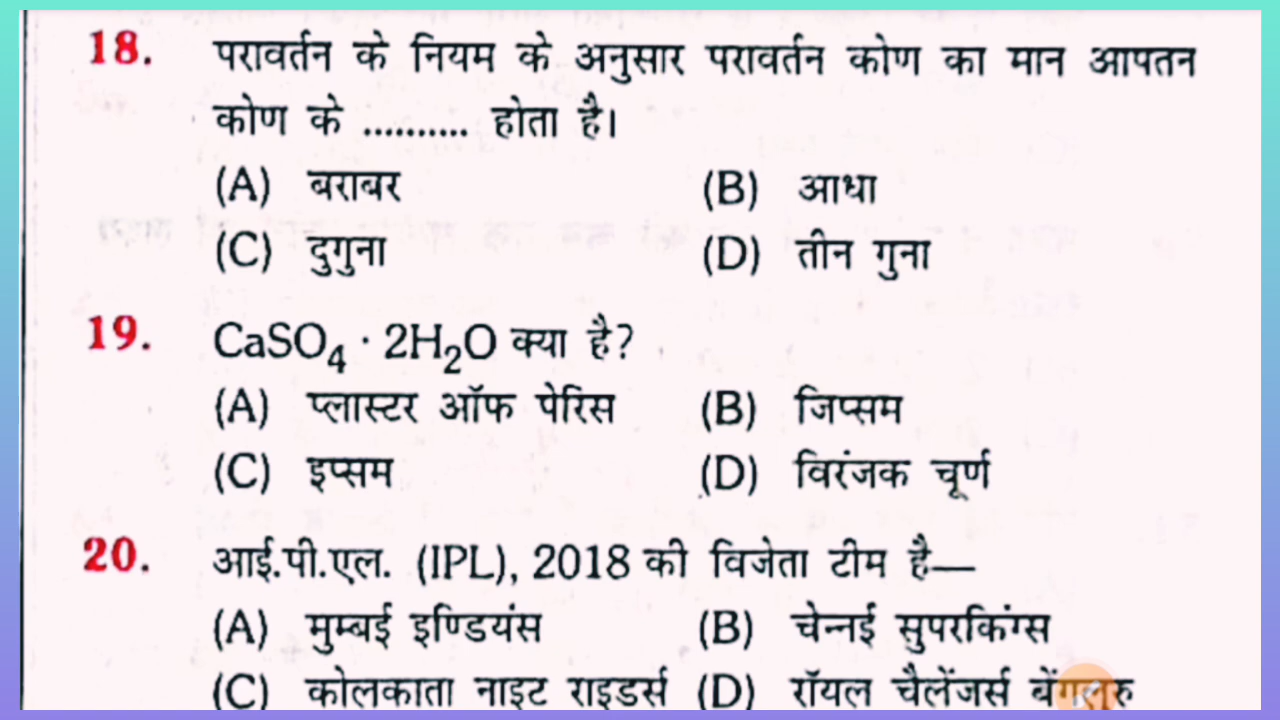 18. परावर्तन के नियम के अनुसार परावर्तन कोण का मान आपतन
कोण के .......... होता है।
(A) बराबर (B) आधा
(C) दुगुना (D) तीन गुना
19. CaSO₄ · 2H₂O क्या है?
(A) प्लास्टर ऑफ पेरिस (B) जिप्सम
(C) इप्सम (D) विरंजक चूर्ण
20. आई.पी.एल. (IPL), 2018 की विजेता टीम है—
(A) मुम्बई इण्डियंस (B) चेन्नई सुपरकिंग्स
(C) कोलकाता नाइट राइडर्स (D) रॉयल चैलेंजर्स बेंगलुरु